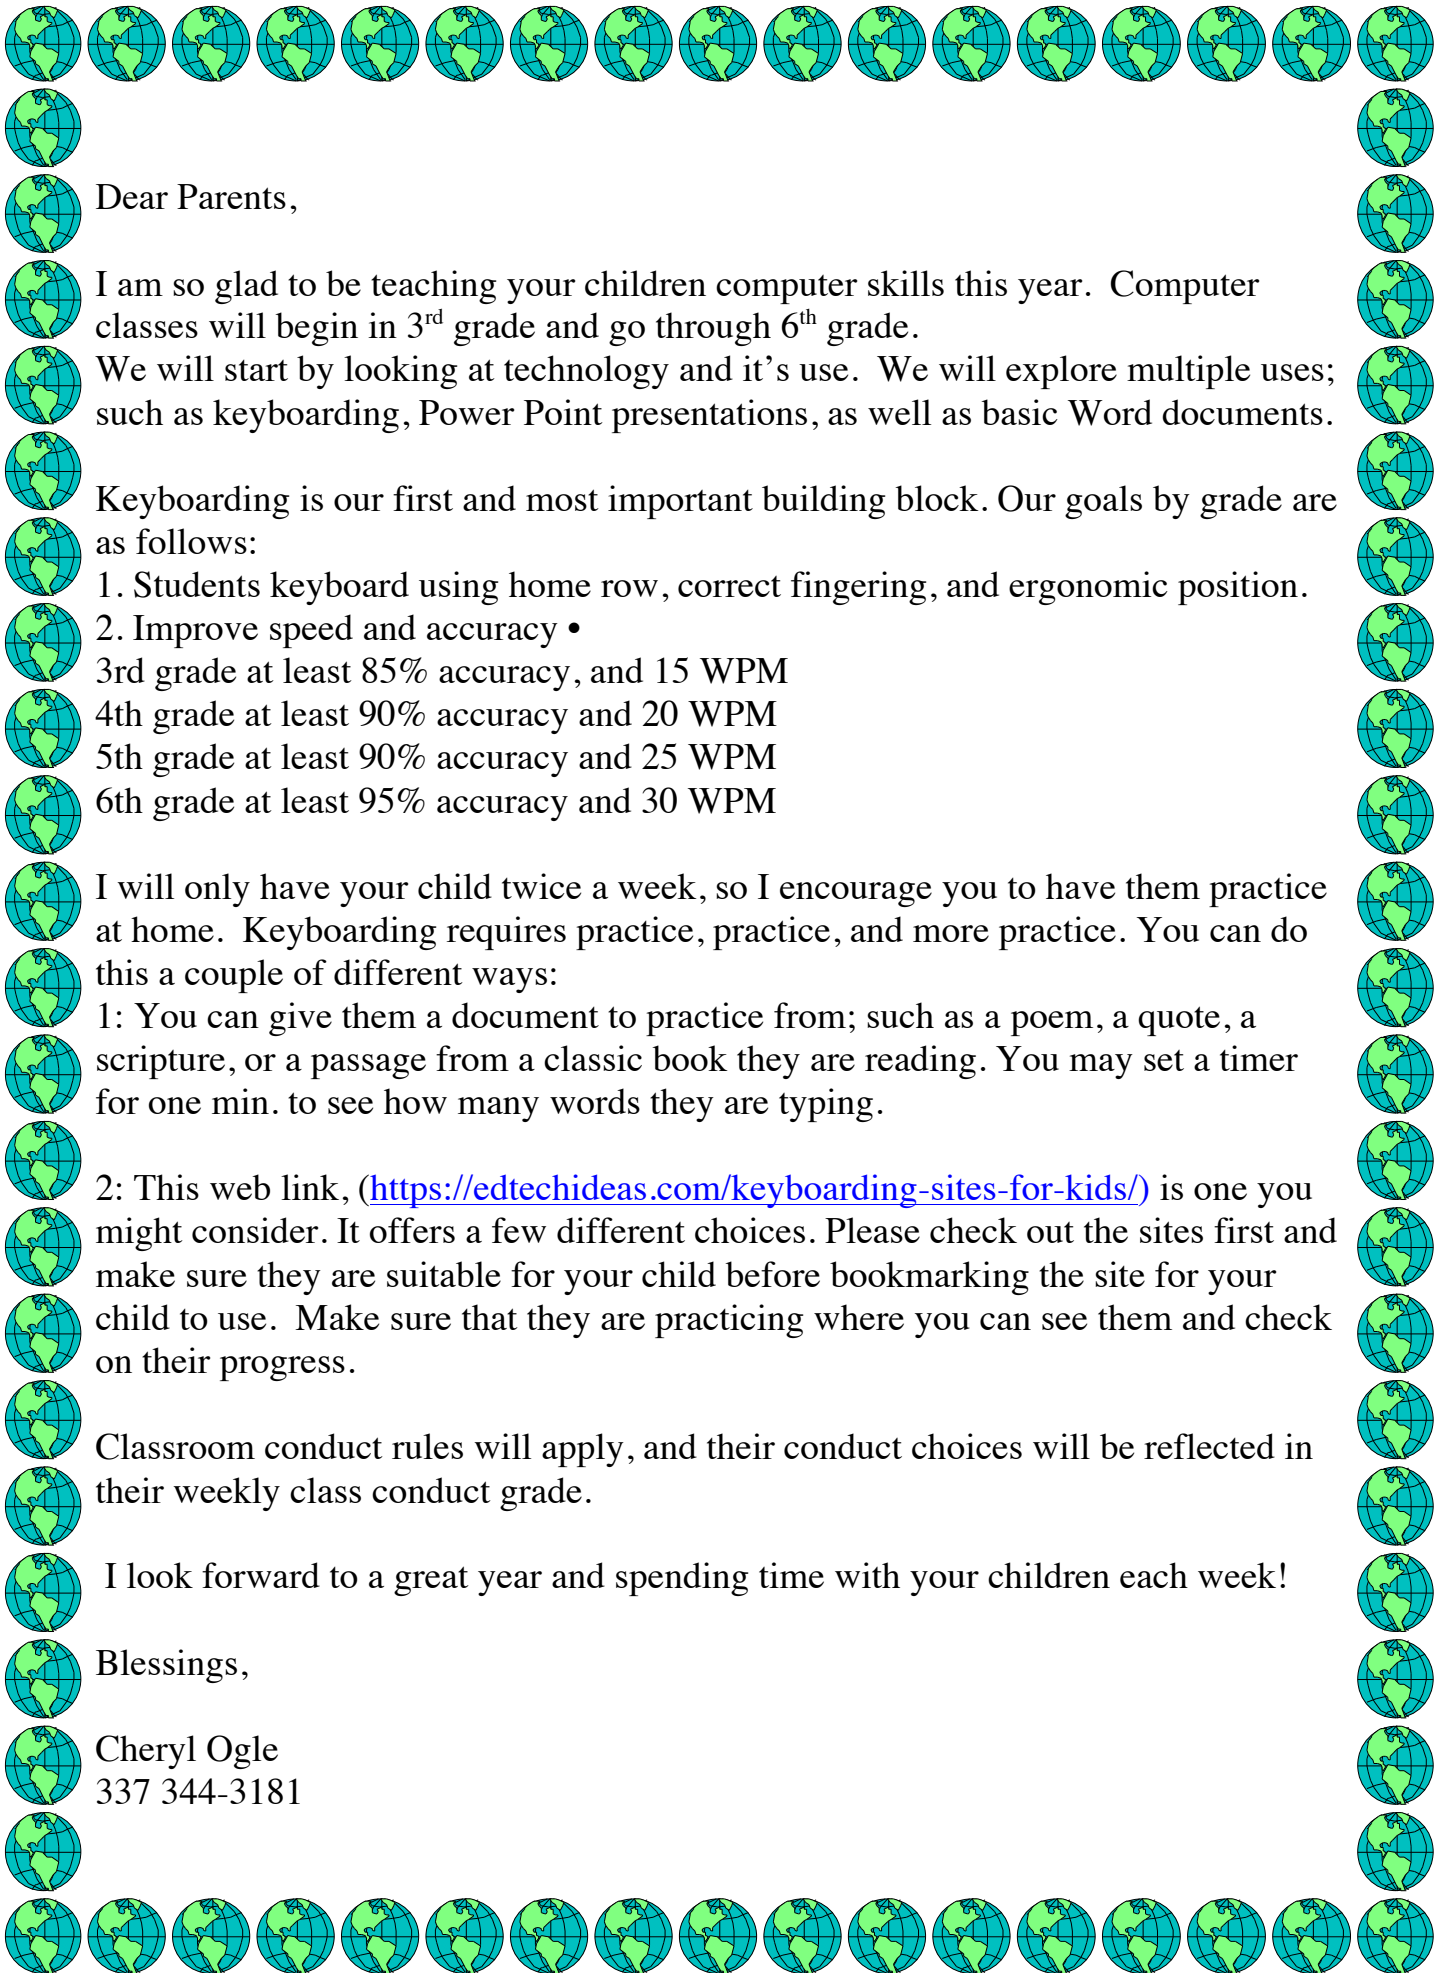 Dear Parents,
I am so glad to be teaching your children computer skills this year.  Computer
classes will begin in 3rd grade and go through 6th grade.
We will start by looking at technology and it’s use.  We will explore multiple uses;
such as keyboarding, Power Point presentations, as well as basic Word documents.
Keyboarding is our first and most important building block. Our goals by grade are
as follows:
1. Students keyboard using home row, correct fingering, and ergonomic position.
2. Improve speed and accuracy •
3rd grade at least 85% accuracy, and 15 WPM
4th grade at least 90% accuracy and 20 WPM
5th grade at least 90% accuracy and 25 WPM
6th grade at least 95% accuracy and 30 WPM
I will only have your child twice a week, so I encourage you to have them practice
at home.  Keyboarding requires practice, practice, and more practice. You can do
this a couple of different ways:
1: You can give them a document to practice from; such as a poem, a quote, a
scripture, or a passage from a classic book they are reading. You may set a timer
for one min. to see how many words they are typing.
2: This web link, (https://edtechideas.com/keyboarding-sites-for-kids/) is one you
might consider. It offers a few different choices. Please check out the sites first and
make sure they are suitable for your child before bookmarking the site for your
child to use.  Make sure that they are practicing where you can see them and check
on their progress.
Classroom conduct rules will apply, and their conduct choices will be reflected in
their weekly class conduct grade.
I look forward to a great year and spending time with your children each week!
Blessings,
Cheryl Ogle
337 344-3181